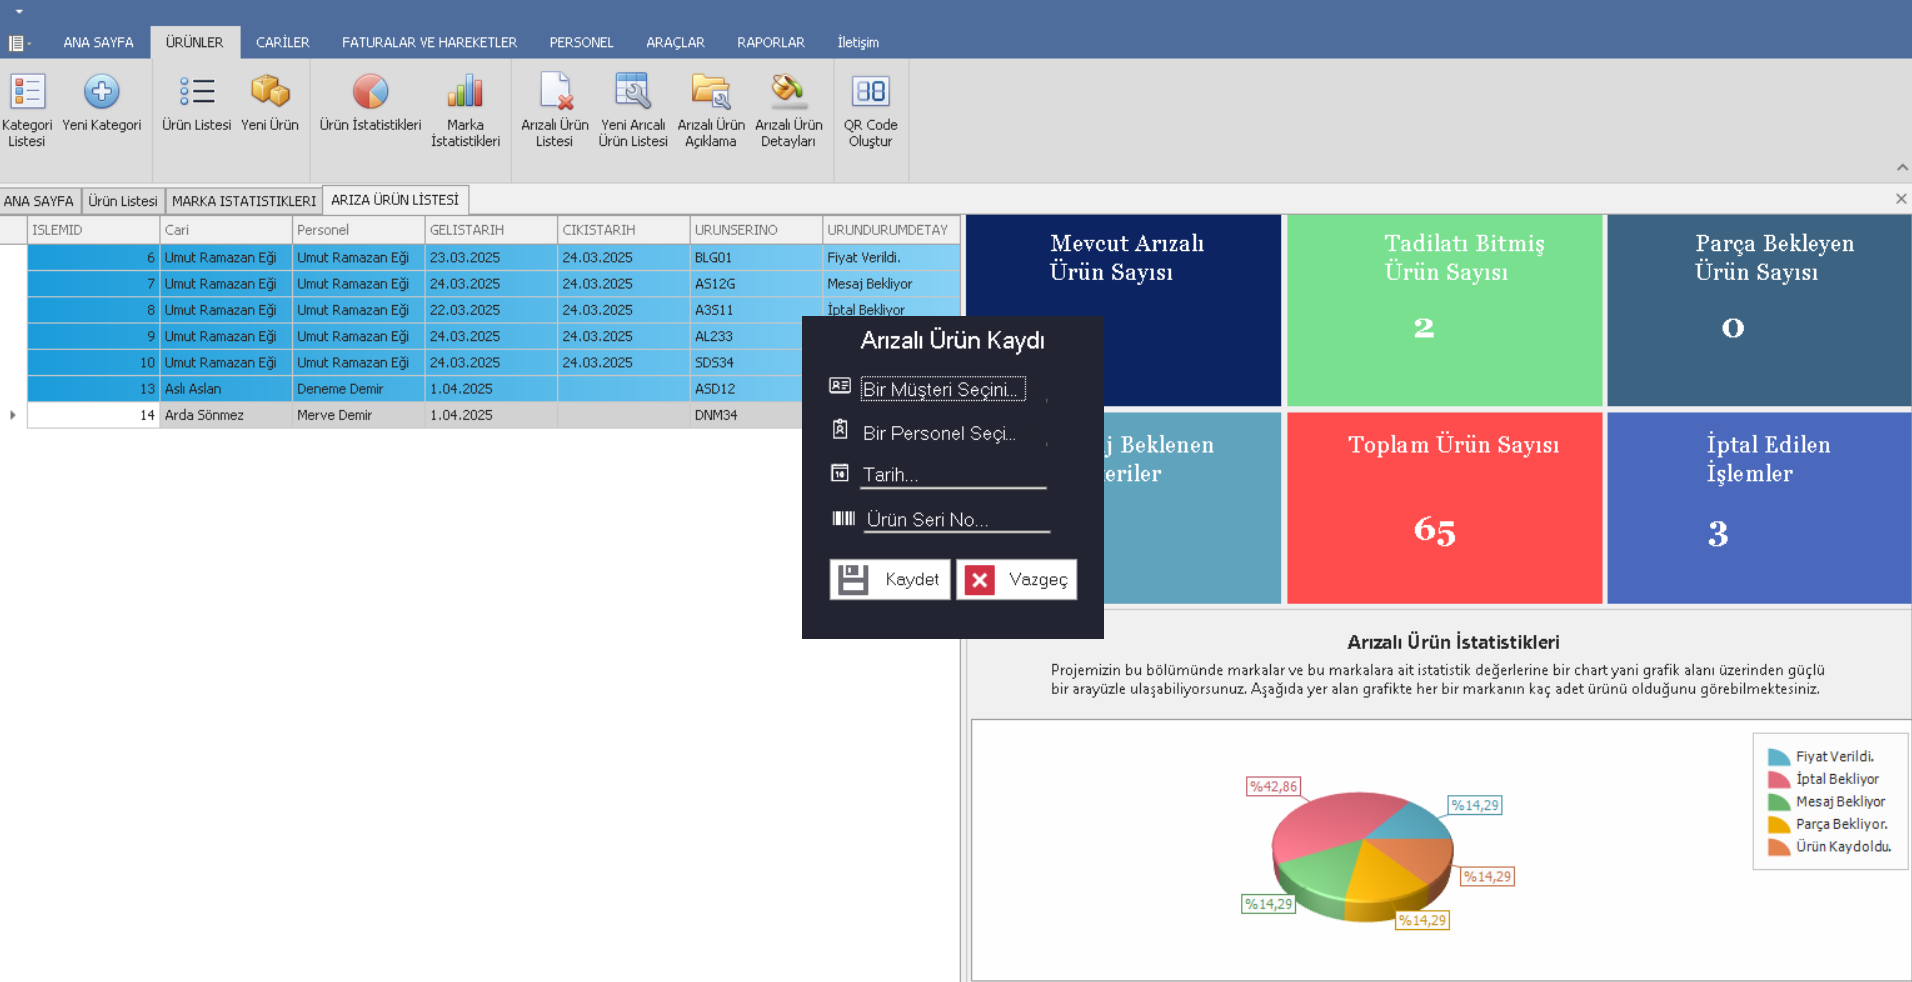 ANA SAYFA ÜRÜNLER CARİLER FATURALAR VE HAREKETLER PERSONEL ARAÇLAR RAPORLAR İletişim
Kategori Listesi
Yeni Kategori
Ürün Listesi
Yeni Ürün
Ürün İstatistikleri
Marka İstatistikleri
Arızalı Ürün Listesi
Yeni Arıcalı Ürün Listesi
Arızalı Ürün Açıklama
Arızalı Ürün Detayları
QR Code Oluştur
ANA SAYFA Ürün Listesi MARKA ISTATISTIKLERI ARIZA ÜRÜN LİSTESİ
ISLEMID Cari Personel GELISTARIH CIKISTARIH URUNSERINO URUNDURUMDETAY
6 Umut Ramazan Eği Umut Ramazan Eği 23.03.2025 24.03.2025 BLG01 Fiyat Verildi.
7 Umut Ramazan Eği Umut Ramazan Eği 24.03.2025 24.03.2025 AS12G Mesaj Bekliyor
8 Umut Ramazan Eği Umut Ramazan Eği 22.03.2025 24.03.2025 A3S11 İptal Bekliyor
9 Umut Ramazan Eği Umut Ramazan Eği 24.03.2025 24.03.2025 AL233
10 Umut Ramazan Eği Umut Ramazan Eği 24.03.2025 24.03.2025 SDS34
13 Aslı Aslan Deneme Demir 1.04.2025 ASD12
14 Arda Sönmez Merve Demir 1.04.2025 DNM34
Arızalı Ürün Kaydı
Bir Müşteri Seçini...
Bir Personel Seçi...
Tarih...
Ürün Seri No...
Kaydet Vazgeç
Mevcut Arızalı
Ürün Sayısı
Tadilatı Bitmiş
Ürün Sayısı
2
Parça Bekleyen
Ürün Sayısı
0
j Beklenen
eriler
Toplam Ürün Sayısı
65
İptal Edilen
İşlemler
3
Arızalı Ürün İstatistikleri
Projemizin bu bölümünde markalar ve bu markalara ait istatistik değerlerine bir chart yani grafik alanı üzerinden güçlü
bir arayüzle ulaşabiliyorsunuz. Aşağıda yer alan grafikte her bir markanın kaç adet ürünü olduğunu görebilmektesiniz.
%42,86
%14,29
%14,29
%14,29
%14,29
Fiyat Verildi.
İptal Bekliyor
Mesaj Bekliyor
Parça Bekliyor.
Ürün Kaydoldu.